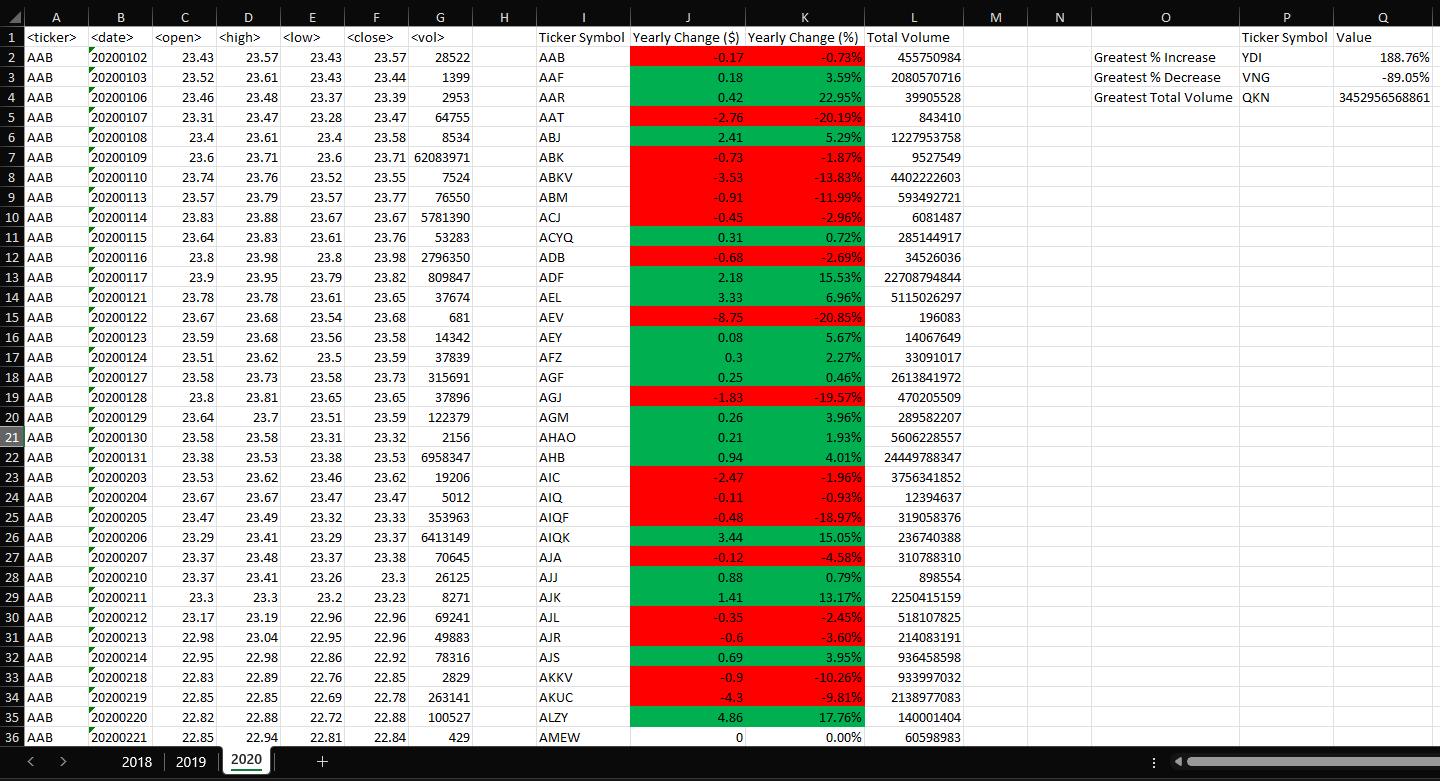 A B C D E F G H I J K L M N O P Q
1 <ticker> <date> <open> <high> <low> <close> <vol> Ticker Symbol Yearly Change ($) Yearly Change (%) Total Volume Ticker Symbol Value
2 AAB 20200102 23.43 23.57 23.43 23.57 28522 AAB -0.17 -0.73% 455750984 Greatest % Increase YDI 188.76%
3 AAB 20200103 23.52 23.61 23.43 23.44 1399 AAF 0.18 3.59% 2080570716 Greatest % Decrease VNG -89.05%
4 AAB 20200106 23.46 23.48 23.37 23.39 2953 AAR 0.42 22.95% 39905528 Greatest Total Volume QKN 3452956568861
5 AAB 20200107 23.31 23.47 23.28 23.47 64755 AAT -2.76 -20.19% 843410
6 AAB 20200108 23.4 23.61 23.4 23.58 8534 ABJ 2.41 5.29% 1227953758
7 AAB 20200109 23.6 23.71 23.6 23.71 62083971 ABK -0.73 -1.87% 9527549
8 AAB 20200110 23.74 23.76 23.52 23.55 7524 ABKV -3.53 -13.83% 4402222603
9 AAB 20200113 23.57 23.79 23.57 23.77 76550 ABM -0.91 -11.99% 593492721
10 AAB 20200114 23.83 23.88 23.67 23.67 5781390 ACJ -0.45 -2.96% 6081487
11 AAB 20200115 23.64 23.83 23.61 23.76 53283 ACYQ 0.31 0.72% 285144917
12 AAB 20200116 23.8 23.98 23.8 23.98 2796350 ADB -0.68 -2.69% 34526036
13 AAB 20200117 23.9 23.95 23.79 23.82 809847 ADF 2.18 15.53% 22708794844
14 AAB 20200121 23.78 23.78 23.61 23.65 37674 AEL 3.33 6.96% 5115026297
15 AAB 20200122 23.67 23.68 23.54 23.68 681 AEV -8.75 -20.85% 196083
16 AAB 20200123 23.59 23.68 23.56 23.58 14342 AEY 0.08 5.67% 14067649
17 AAB 20200124 23.51 23.62 23.5 23.59 37839 AFZ 0.3 2.27% 33091017
18 AAB 20200127 23.58 23.73 23.58 23.73 315691 AGF 0.25 0.46% 2613841972
19 AAB 20200128 23.8 23.81 23.65 23.65 37896 AGJ -1.83 -19.57% 470205509
20 AAB 20200129 23.64 23.7 23.51 23.59 122379 AGM 0.26 3.96% 289582207
21 AAB 20200130 23.58 23.58 23.31 23.32 2156 AHAO 0.21 1.93% 5606228557
22 AAB 20200131 23.38 23.53 23.38 23.53 6958347 AHB 0.94 4.01% 24449788347
23 AAB 20200203 23.53 23.62 23.46 23.62 19206 AIC -2.47 -1.96% 3756341852
24 AAB 20200204 23.67 23.67 23.47 23.47 5012 AIQ -0.11 -0.93% 12394637
25 AAB 20200205 23.47 23.49 23.32 23.33 353963 AIQF -0.48 -18.97% 319058376
26 AAB 20200206 23.29 23.41 23.29 23.37 6413149 AIQK 3.44 15.05% 236740388
27 AAB 20200207 23.37 23.48 23.37 23.38 70645 AJA -0.12 -4.58% 310788310
28 AAB 20200210 23.37 23.41 23.26 23.3 26125 AJJ 0.88 0.79% 898554
29 AAB 20200211 23.3 23.3 23.2 23.23 8271 AJK 1.41 13.17% 2250415159
30 AAB 20200212 23.17 23.19 22.96 22.96 69241 AJL -0.35 -2.45% 518107825
31 AAB 20200213 22.98 23.04 22.95 22.96 49883 AJR -0.6 -3.60% 214083191
32 AAB 20200214 22.95 22.98 22.86 22.92 78316 AJS 0.69 3.95% 936458598
33 AAB 20200218 22.83 22.89 22.76 22.85 2829 AKKV -0.9 -10.26% 933997032
34 AAB 20200219 22.85 22.85 22.69 22.78 263141 AKUC -4.3 -9.81% 2138977083
35 AAB 20200220 22.82 22.88 22.72 22.88 100527 ALZY 4.86 17.76% 140001404
36 AAB 20200221 22.85 22.94 22.81 22.84 429 AMEW 0 0.00% 60598983
2018 2019 2020